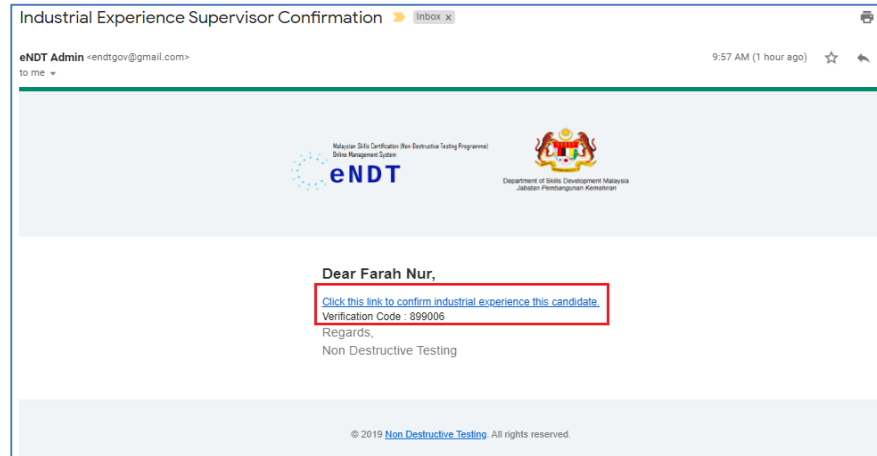 Industrial Experience Supervisor Confirmation Inbox x
eNDT Admin <endtgov@gmail.com> 9:57 AM (1 hour ago)
to me
Malaysian Skills Certification (Non-Destructive Testing Programme)
Online Management System
eNDT
Department of Skills Development Malaysia
Jabatan Pembangunan Kemahiran
Dear Farah Nur,
Click this link to confirm industrial experience this candidate.
Verification Code : 899006
Regards,
Non Destructive Testing
© 2019 Non Destructive Testing. All rights reserved.